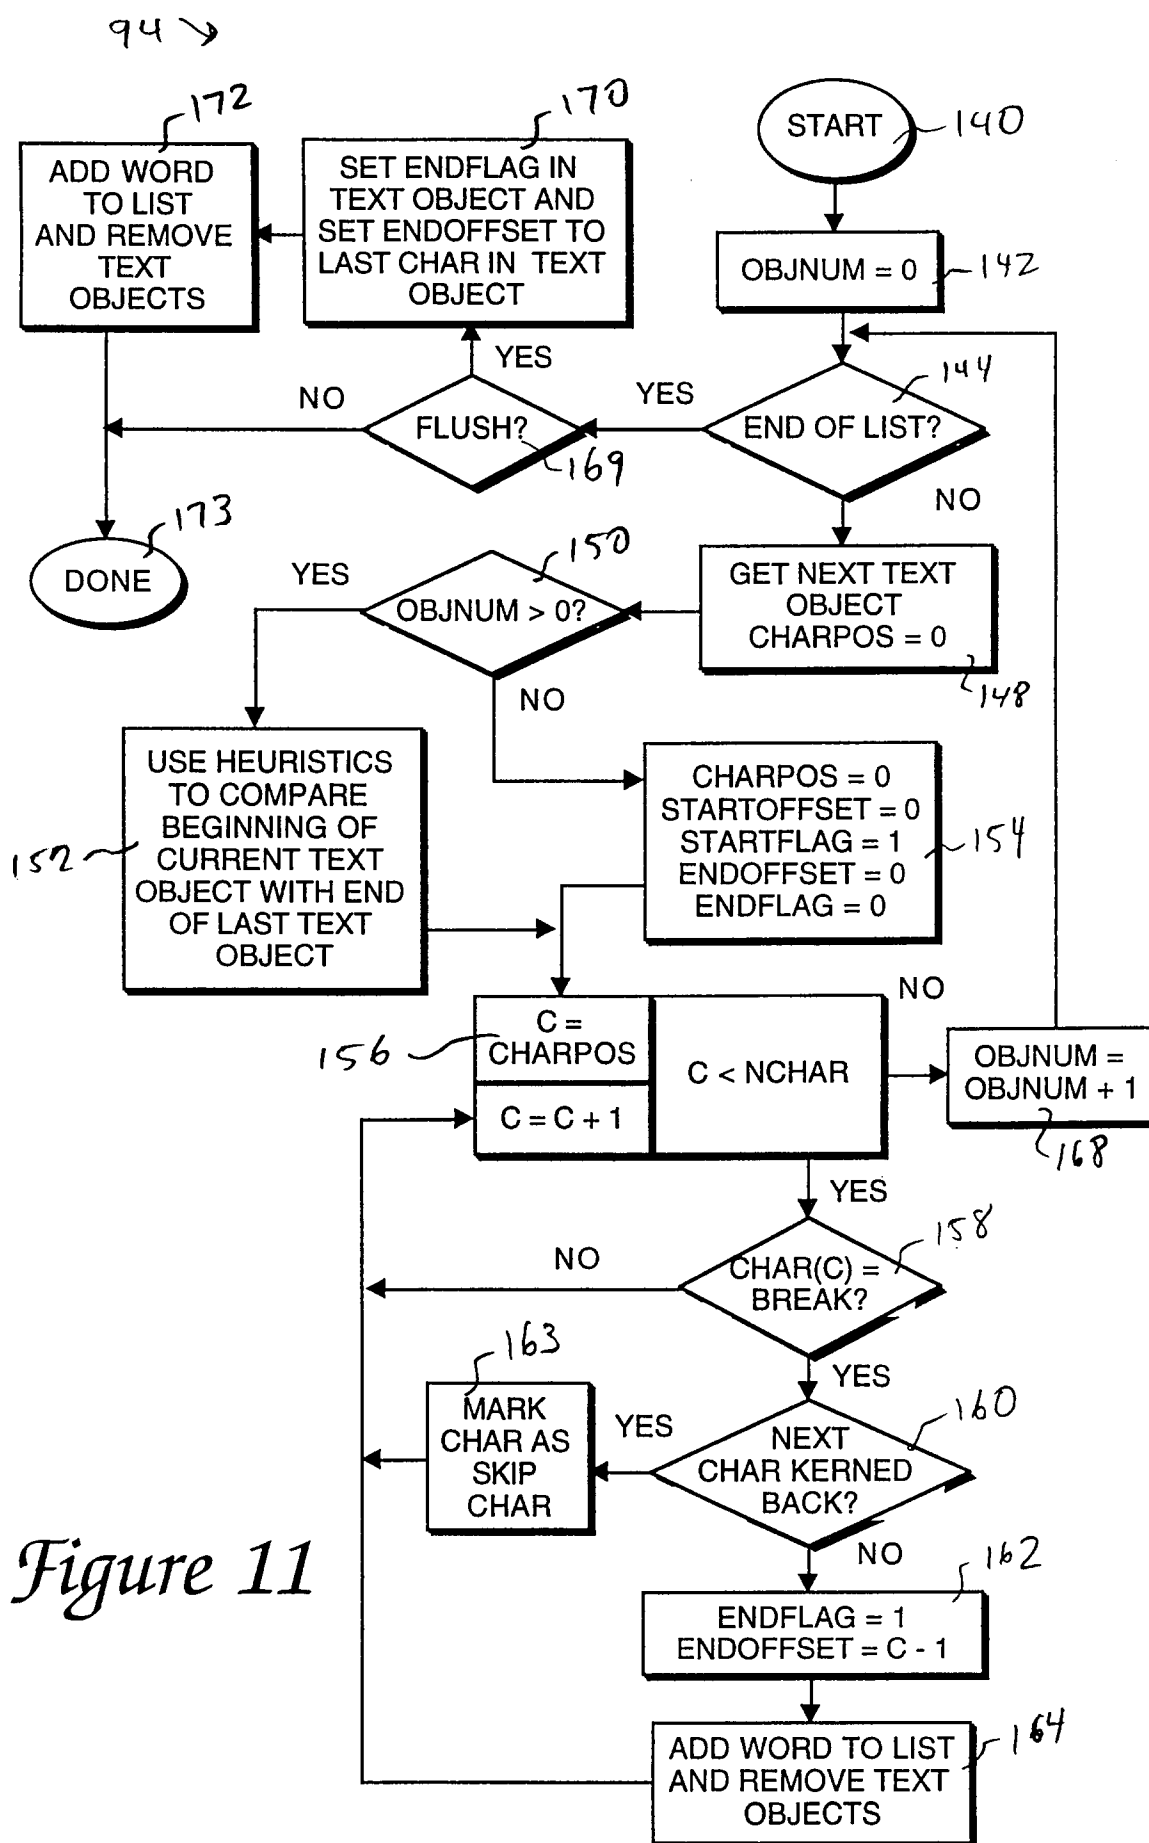 94
172
170
START
140
ADD WORD
TO LIST
AND REMOVE
TEXT
OBJECTS
SET ENDFLAG IN
TEXT OBJECT AND
SET ENDOFFSET TO
LAST CHAR IN TEXT
OBJECT
OBJNUM = 0
142
YES
NO
FLUSH?
169
YES
END OF LIST?
144
NO
173
DONE
YES
OBJNUM > 0?
150
NO
GET NEXT TEXT
OBJECT
CHARPOS = 0
148
USE HEURISTICS
TO COMPARE
BEGINNING OF
CURRENT TEXT
OBJECT WITH END
OF LAST TEXT
OBJECT
152
CHARPOS = 0
STARTOFFSET = 0
STARTFLAG = 1
ENDOFFSET = 0
ENDFLAG = 0
154
C =
CHARPOS
156
C = C + 1
C < NCHAR
NO
OBJNUM =
OBJNUM + 1
168
YES
NO
CHAR(C) =
BREAK?
158
YES
163
MARK
CHAR AS
SKIP
CHAR
YES
NEXT
CHAR KERNED
BACK?
160
NO
ENDFLAG = 1
ENDOFFSET = C - 1
162
ADD WORD TO LIST
AND REMOVE TEXT
OBJECTS
164
Figure 11